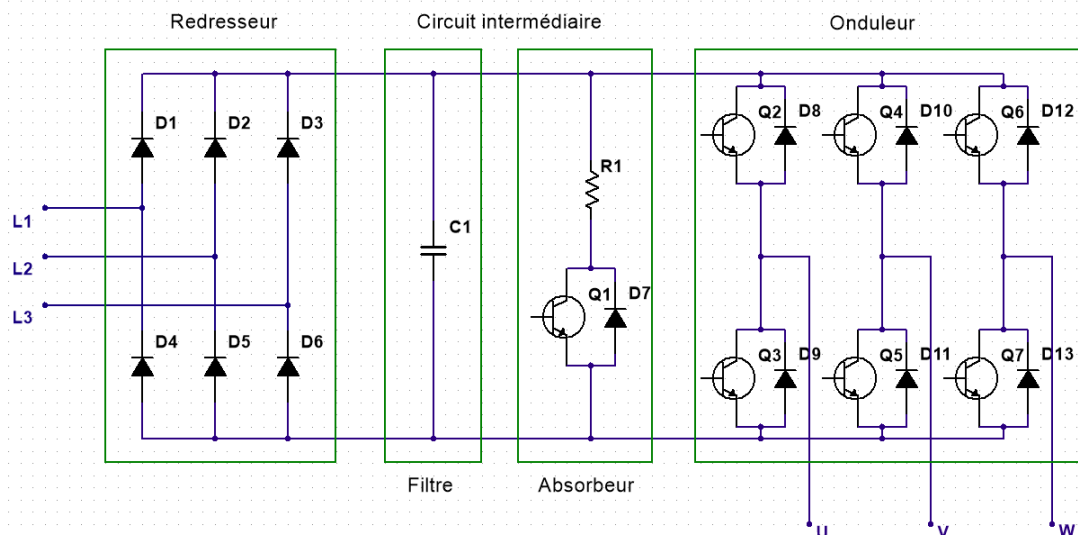 Redresseur
Circuit intermédiaire
Onduleur
D1
D2
D3
Q2
D8
Q4
D10
Q6
D12
R1
L1
C1
L2
L3
Q1
D7
D4
D5
D6
Q3
D9
Q5
D11
Q7
D13
Filtre
Absorbeur
U
V
W